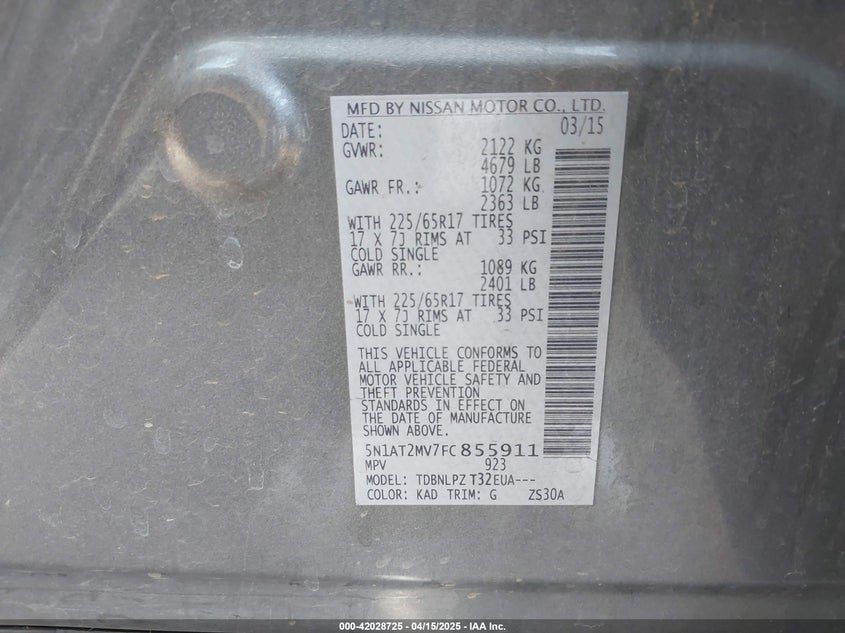 MFD BY NISSAN MOTOR CO., LTD.
DATE: 03/15
GVWR: 2122 KG
4679 LB
GAWR FR.: 1072 KG
2363 LB
WITH 225/65R17 TIRES
17 X 7J RIMS AT 33 PSI
COLD SINGLE
GAWR RR.: 1089 KG
2401 LB
WITH 225/65R17 TIRES
17 X 7J RIMS AT 33 PSI
COLD SINGLE
THIS VEHICLE CONFORMS TO
ALL APPLICABLE FEDERAL
MOTOR VEHICLE SAFETY AND
THEFT PREVENTION
STANDARDS IN EFFECT ON
THE DATE OF MANUFACTURE
SHOWN ABOVE.
5N1AT2MV7FC855911
MPV 923
MODEL: TDBNLPZ T32EUA---
COLOR: KAD TRIM: G ZS30A
000-42028725 - 04/15/2025 - IAA Inc.